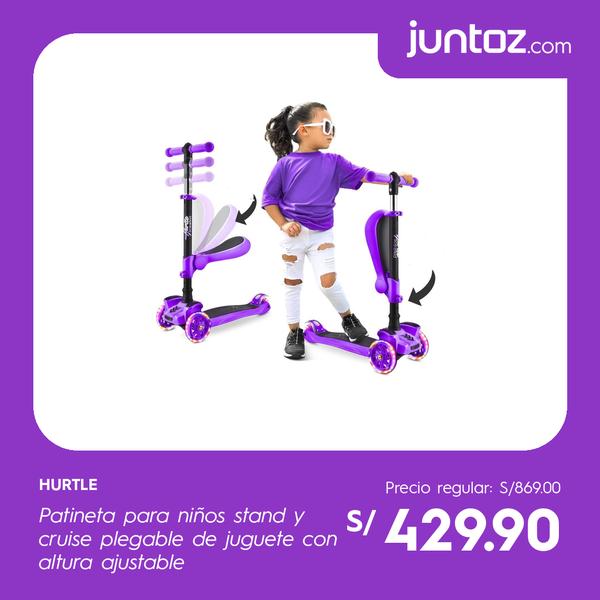 juntoz.com
HURTLE
Patineta para niños stand y
cruise plegable de juguete con
altura ajustable
Precio regular: S/869.00
S/ 429.90